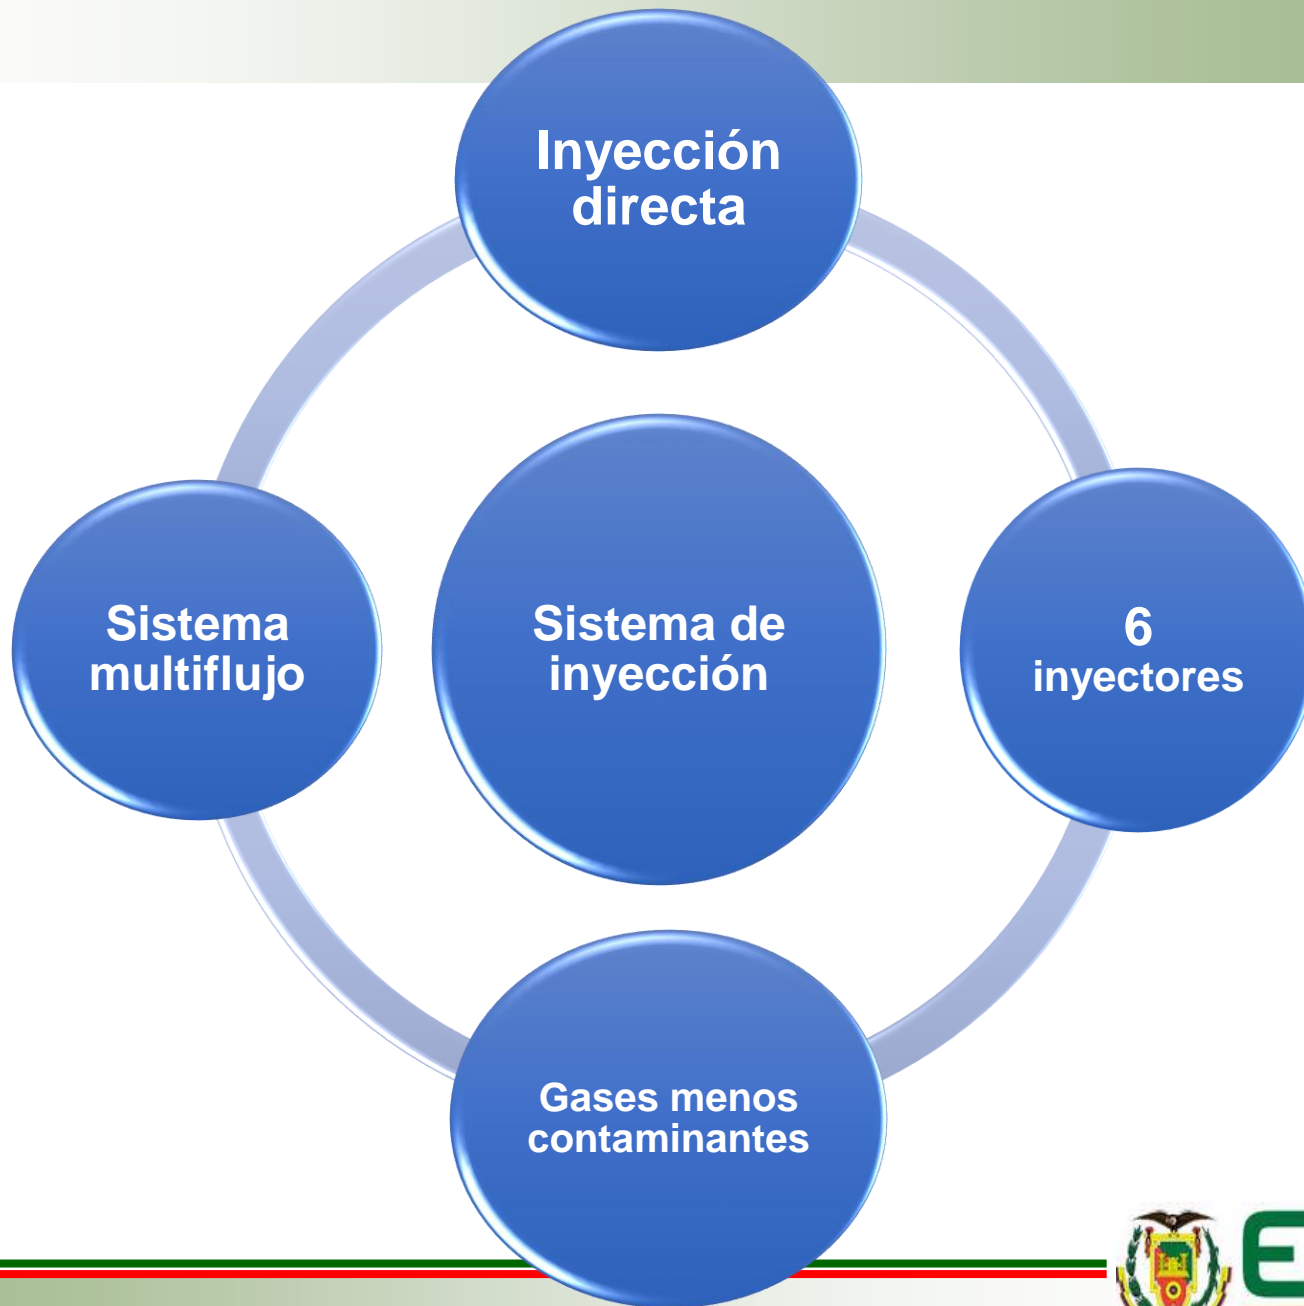 Inyección
directa
Sistema
multiflujo
Sistema de
inyección
6
inyectores
Gases menos
contaminantes
E